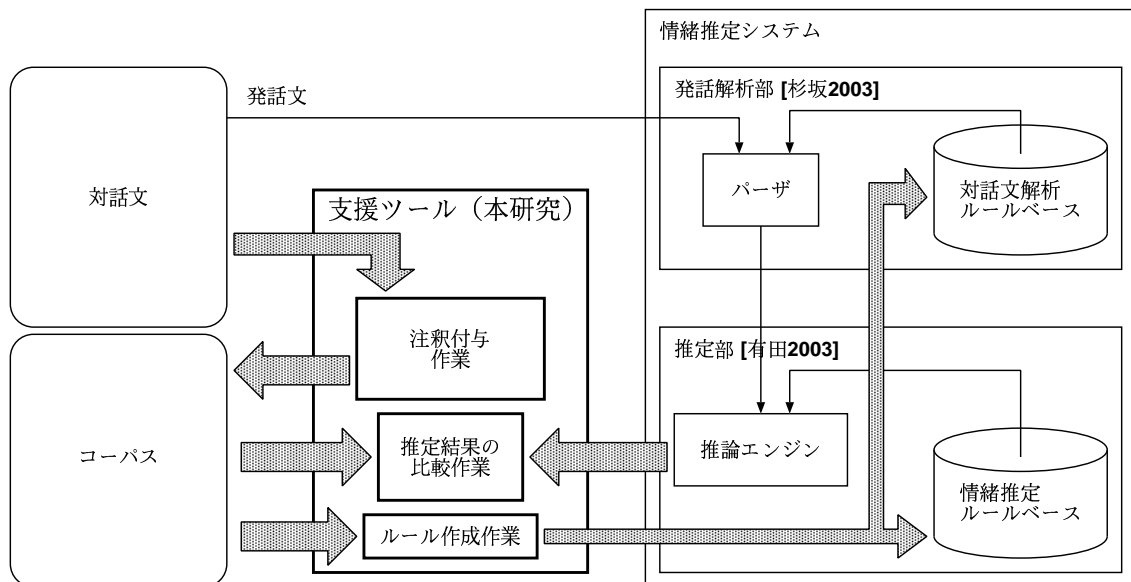 情緒推定システム
発話解析部 [杉坂2003]
発話文
対話文
パーザ
対話文解析
ルールベース
支援ツール（本研究）
注釈付与
作業
推定部 [有田2003]
コーパス
推定結果の
比較作業
推論エンジン
情緒推定
ルールベース
ルール作成作業